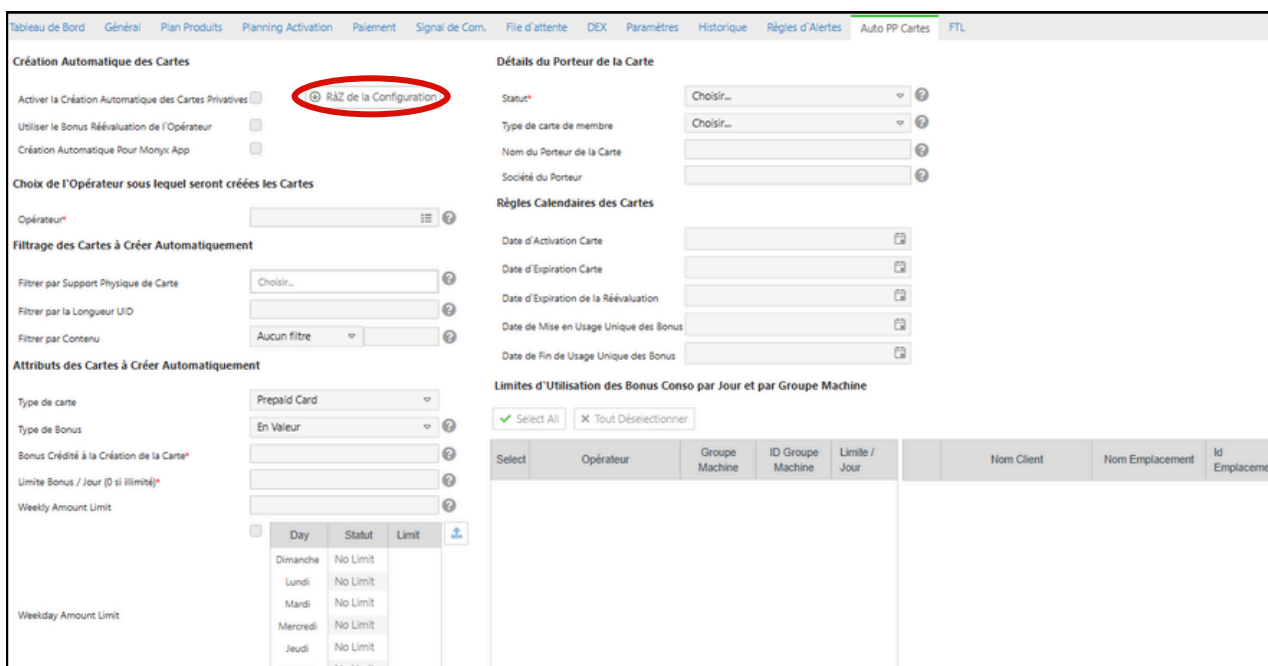 Tableau de Bord Général Plan Produits Planning Activation Paiement Signal de Com. File d'attente DEX Paramètres Historique Règles d'Alertes Auto PP Cartes FTL
Création Automatique des Cartes
Activer la Création Automatique des Cartes Privatives RàZ de la Configuration
Utiliser le Bonus Réévaluation de l'Opérateur
Création Automatique Pour Monyx App
Choix de l'Opérateur sous lequel seront créées les Cartes
Opérateur*
Filtrage des Cartes à Créer Automatiquement
Filtrer par Support Physique de Carte Choisir...
Filtrer par la Longueur UID
Filtrer par Contenu Aucun filtre
Attributs des Cartes à Créer Automatiquement
Type de carte Prepaid Card
Type de Bonus En Valeur
Bonus Crédité à la Création de la Carte*
Limite Bonus / Jour (0 si illimité)*
Weekly Amount Limit
Day Statut Limit
Dimanche No Limit
Lundi No Limit
Mardi No Limit
Weekday Amount Limit
Mercredi No Limit
Jeudi No Limit
No Limit
Détails du Porteur de la Carte
Statut* Choisir...
Type de carte de membre Choisir...
Nom du Porteur de la Carte
Société du Porteur
Règles Calendaires des Cartes
Date d'Activation Carte
Date d'Expiration Carte
Date d'Expiration de la Réévaluation
Date de Mise en Usage Unique des Bonus
Date de Fin de Usage Unique des Bonus
Limites d'Utilisation des Bonus Conso par Jour et par Groupe Machine
Select All Tout Déselectionner
Select Opérateur Groupe Machine ID Groupe Machine Limite / Jour Nom Client Nom Emplacement Id Emplaceme